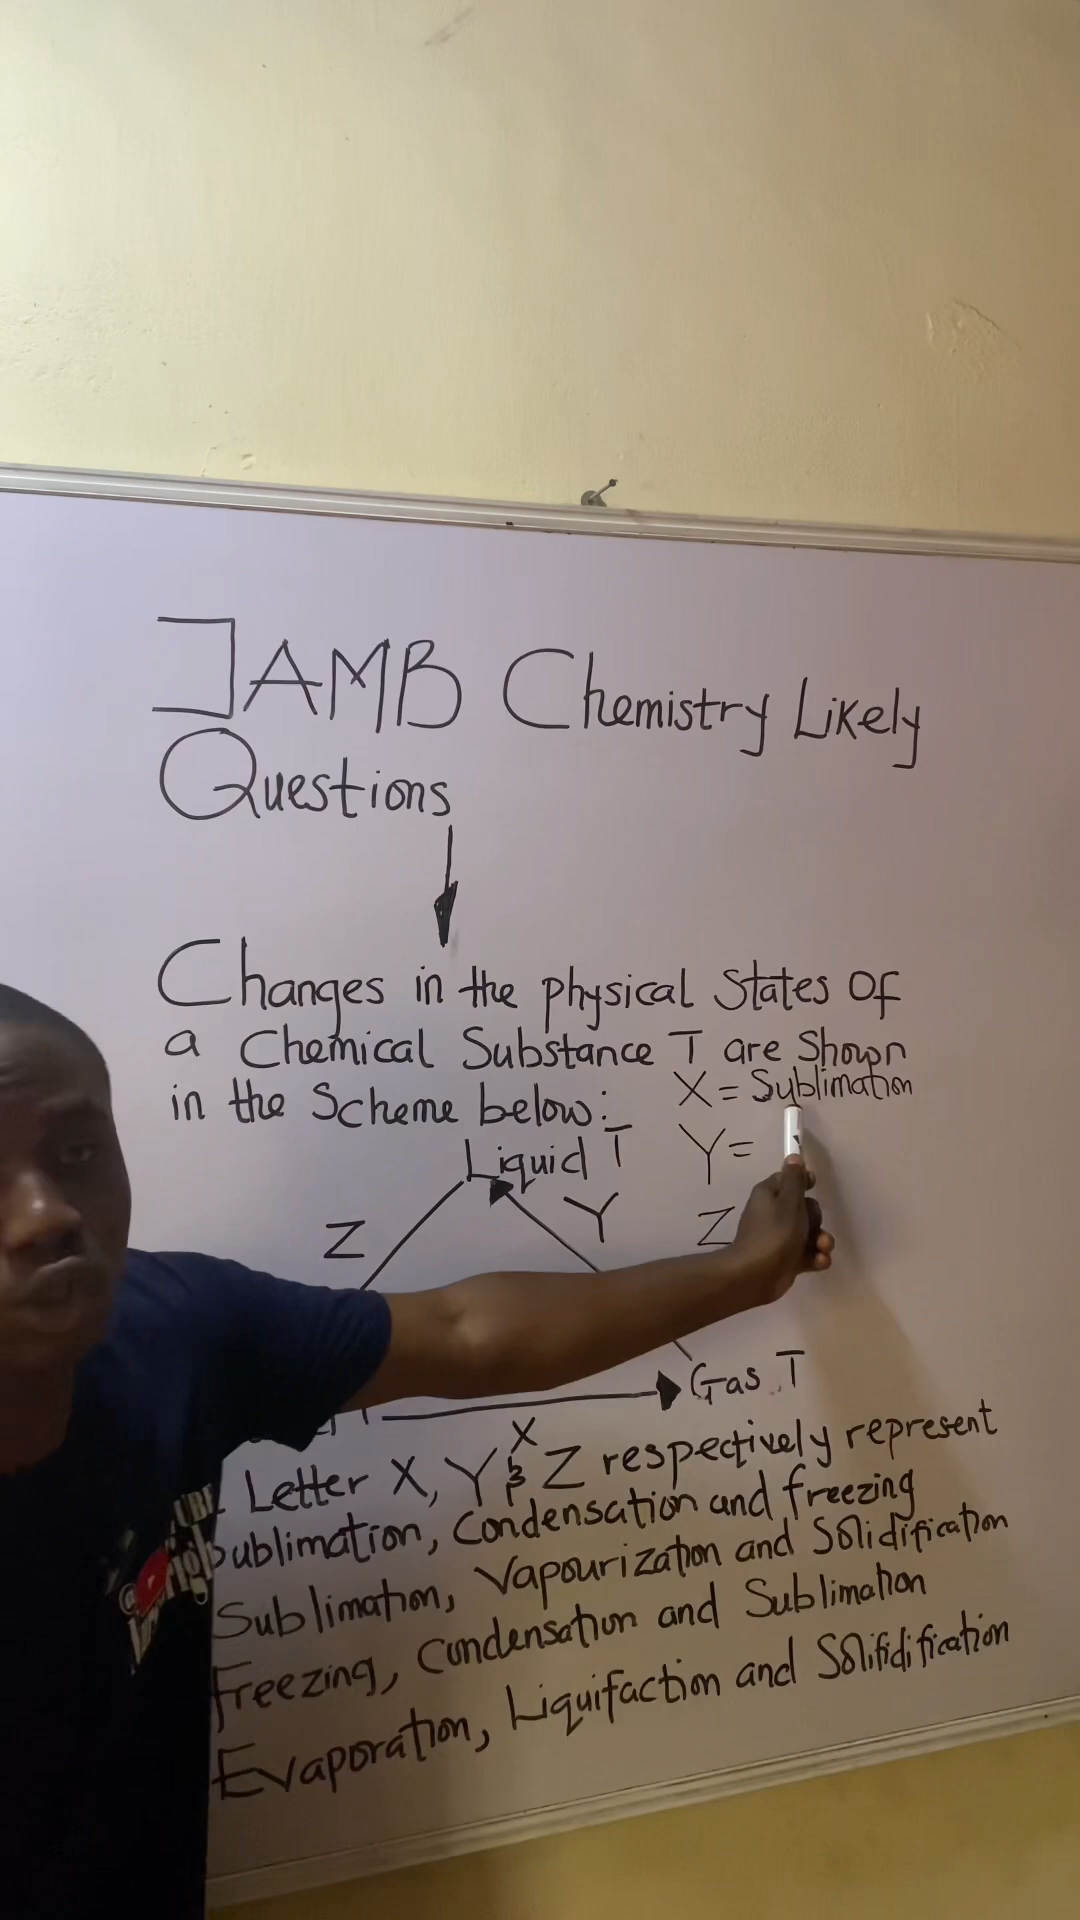 JAMB Chemistry Likely
Questions
Changes in the physical States Of
a Chemical Substance T are Shown
in the Scheme below:
X = Sublimation
Liquid T
Y =
Z
Y
Z
Gas T
X
Letter X, Y & Z respectively represent
Sublimation, Condensation and freezing
Sublimation, Vapourization and Solidification
Freezing, Condensation and Sublimation
Evaporation, Liquifaction and Solifidification